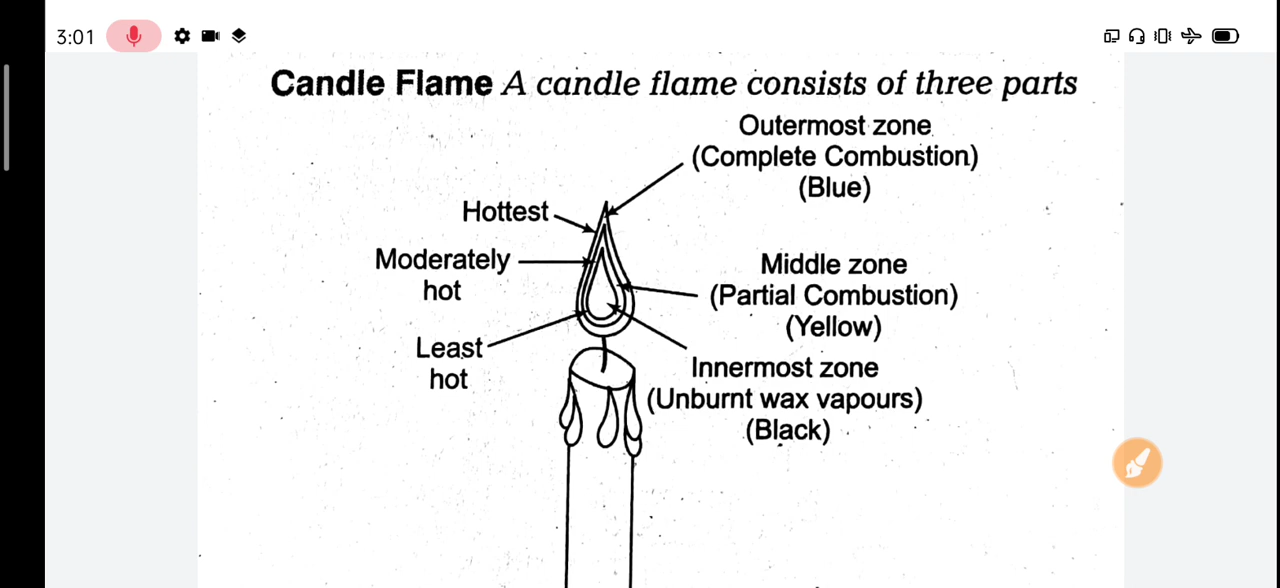 3:01
Candle Flame A candle flame consists of three parts
Outermost zone
(Complete Combustion)
(Blue)
Hottest
Moderately
hot
Middle zone
(Partial Combustion)
(Yellow)
Least
hot
Innermost zone
(Unburnt wax vapours)
(Black)